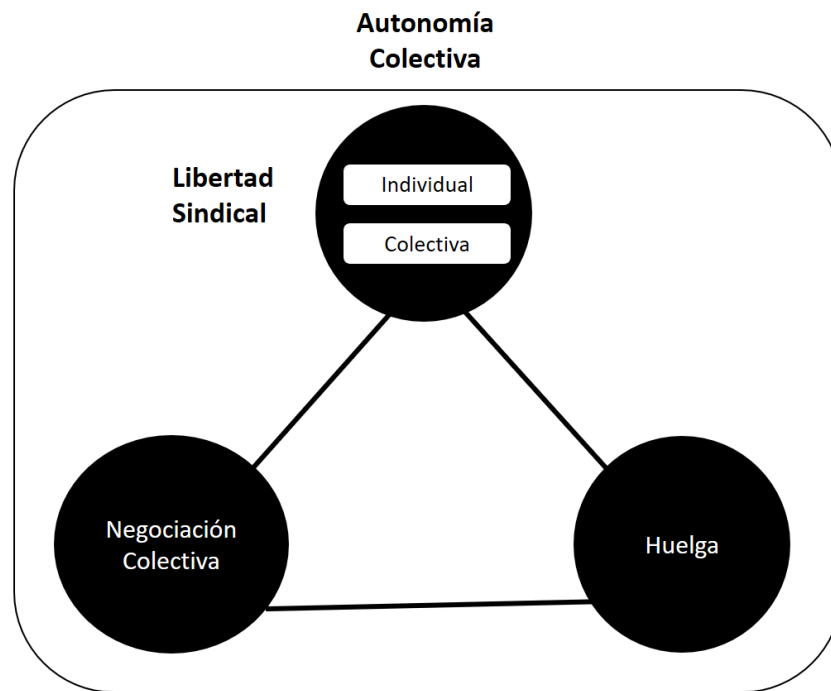 Autonomía
Colectiva
Libertad
Sindical
Individual
Colectiva
Negociación
Colectiva
Huelga